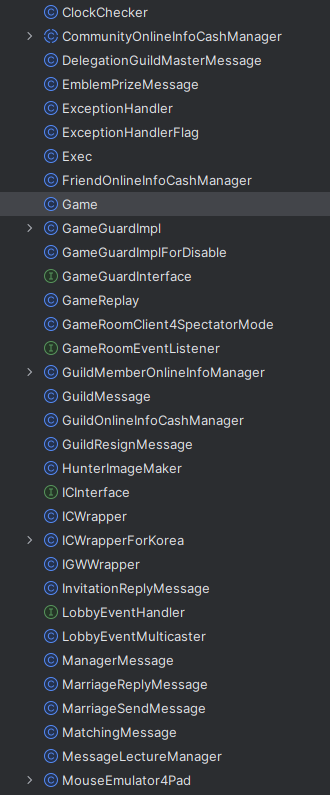 ClockChecker
CommunityOnlineInfoCashManager
DelegationGuildMasterMessage
EmblemPrizeMessage
ExceptionHandler
ExceptionHandlerFlag
Exec
FriendOnlineInfoCashManager
Game
GameGuardImpl
GameGuardImplForDisable
GameGuardInterface
GameReplay
GameRoomClient4SpectatorMode
GameRoomEventListener
GuildMemberOnlineInfoManager
GuildMessage
GuildOnlineInfoCashManager
GuildResignMessage
HunterImageMaker
ICInterface
ICWrapper
ICWrapperForKorea
IGWWrapper
InvitationReplyMessage
LobbyEventHandler
LobbyEventMulticaster
ManagerMessage
MarriageReplyMessage
MarriageSendMessage
MatchingMessage
MessageLectureManager
MouseEmulator4Pad